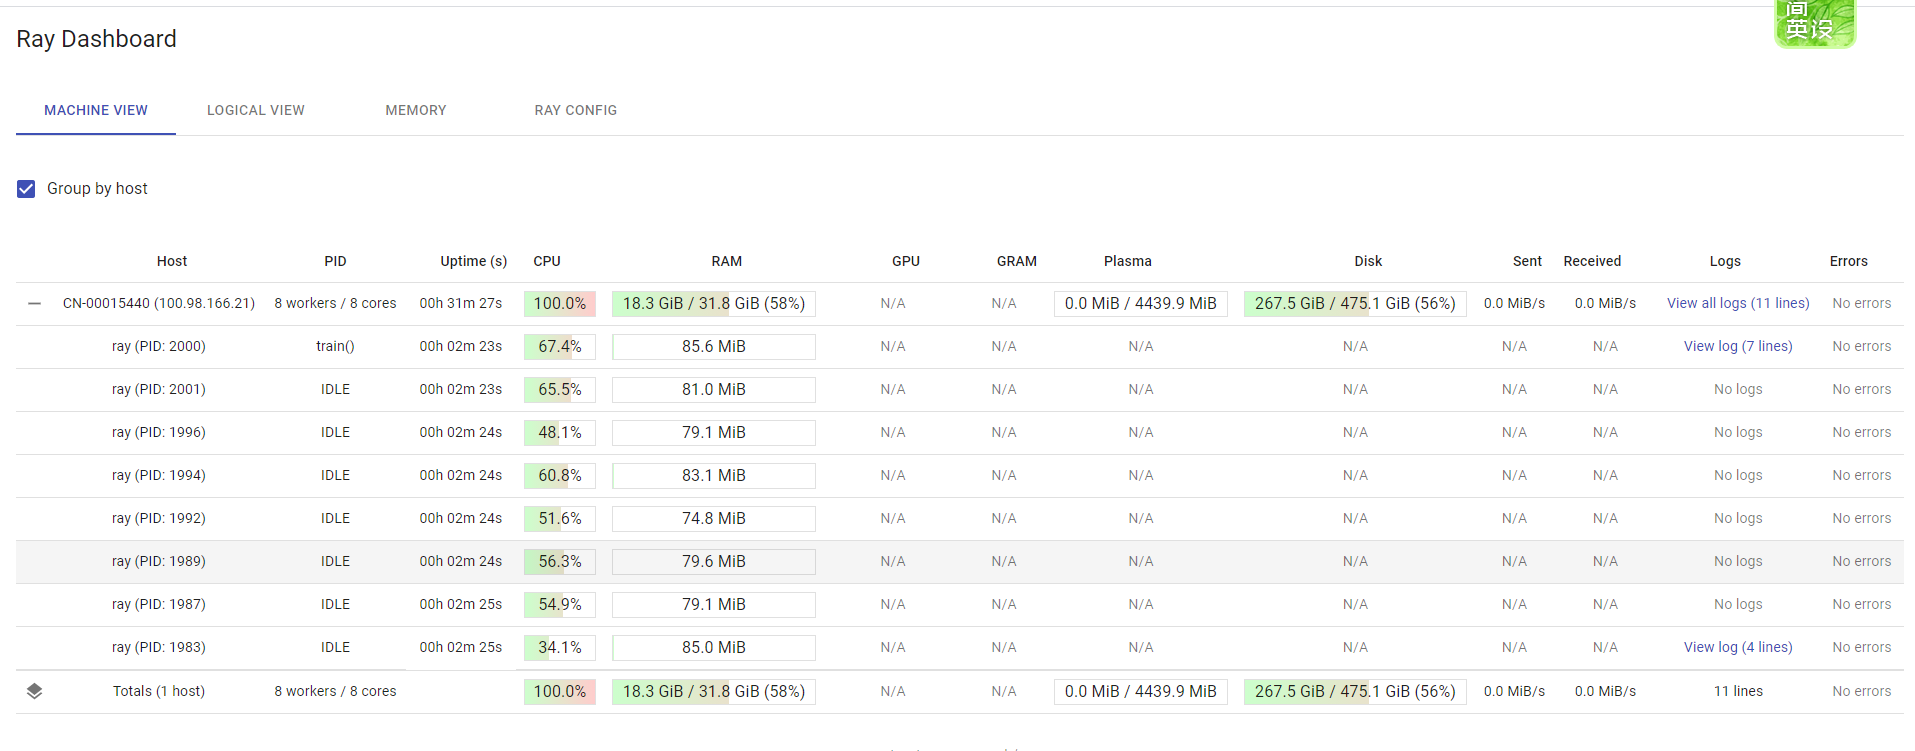 间
英设
Ray Dashboard
MACHINE VIEW LOGICAL VIEW MEMORY RAY CONFIG
Group by host
Host PID Uptime (s) CPU RAM GPU GRAM Plasma Disk Sent Received Logs Errors
CN-00015440 (100.98.166.21) 8 workers / 8 cores 00h 31m 27s 100.0% 18.3 GiB / 31.8 GiB (58%) N/A N/A 0.0 MiB / 4439.9 MiB 267.5 GiB / 475.1 GiB (56%) 0.0 MiB/s 0.0 MiB/s View all logs (11 lines) No errors
ray (PID: 2000) train() 00h 02m 23s 67.4% 85.6 MiB N/A N/A N/A N/A N/A N/A View log (7 lines) No errors
ray (PID: 2001) IDLE 00h 02m 23s 65.5% 81.0 MiB N/A N/A N/A N/A N/A N/A No logs No errors
ray (PID: 1996) IDLE 00h 02m 24s 48.1% 79.1 MiB N/A N/A N/A N/A N/A N/A No logs No errors
ray (PID: 1994) IDLE 00h 02m 24s 60.8% 83.1 MiB N/A N/A N/A N/A N/A N/A No logs No errors
ray (PID: 1992) IDLE 00h 02m 24s 51.6% 74.8 MiB N/A N/A N/A N/A N/A N/A No logs No errors
ray (PID: 1989) IDLE 00h 02m 24s 56.3% 79.6 MiB N/A N/A N/A N/A N/A N/A No logs No errors
ray (PID: 1987) IDLE 00h 02m 25s 54.9% 79.1 MiB N/A N/A N/A N/A N/A N/A No logs No errors
ray (PID: 1983) IDLE 00h 02m 25s 34.1% 85.0 MiB N/A N/A N/A N/A N/A N/A View log (4 lines) No errors
Totals (1 host) 8 workers / 8 cores 100.0% 18.3 GiB / 31.8 GiB (58%) N/A N/A 0.0 MiB / 4439.9 MiB 267.5 GiB / 475.1 GiB (56%) 0.0 MiB/s 0.0 MiB/s 11 lines No errors